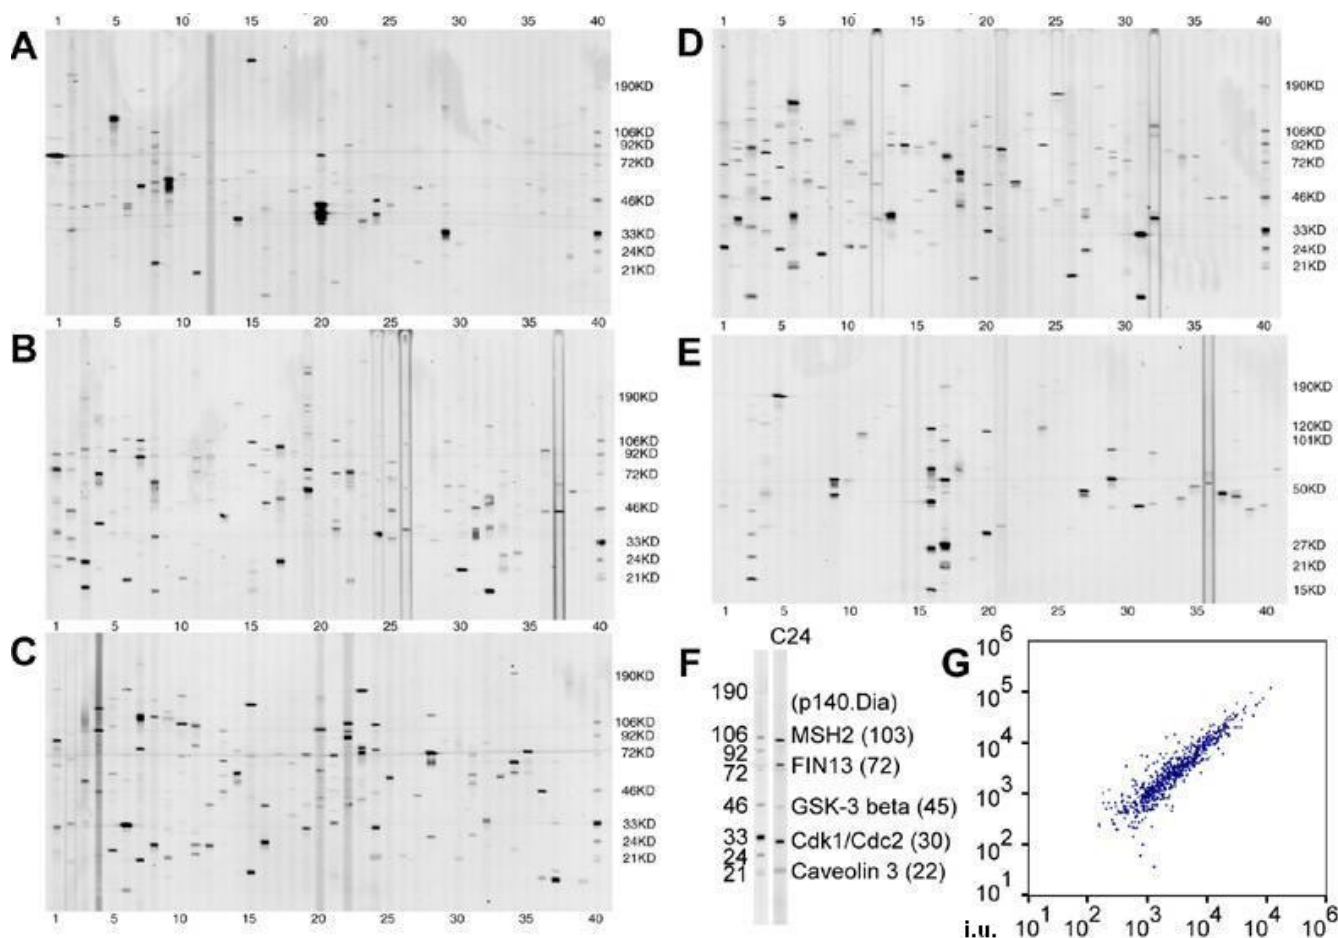 1 5 10 15 20 25 30 35 40
A
190KD
106KD
92KD
72KD
46KD
33KD
24KD
21KD
1 5 10 15 20 25 30 35 40
B
190KD
106KD
92KD
72KD
46KD
33KD
24KD
21KD
1 5 10 15 20 25 30 35 40
C
190KD
106KD
92KD
72KD
46KD
33KD
24KD
21KD
1 5 10 15 20 25 30 35 40
1 5 10 15 20 25 30 35 40
D
190KD
106KD
92KD
72KD
46KD
33KD
24KD
21KD
1 5 10 15 20 25 30 35 40
E
190KD
120KD
101KD
50KD
27KD
21KD
15KD
1 5 10 15 20 25 30 35 40
C24
F
190 (p140.Dia)
106 MSH2 (103)
92
72 FIN13 (72)
46 GSK-3 beta (45)
33 Cdk1/Cdc2 (30)
24
21 Caveolin 3 (22)
G
10^6
10^5
10^4
10^3
10^2
10^1
i.u. 10^1 10^2 10^3 10^4 10^4 10^6